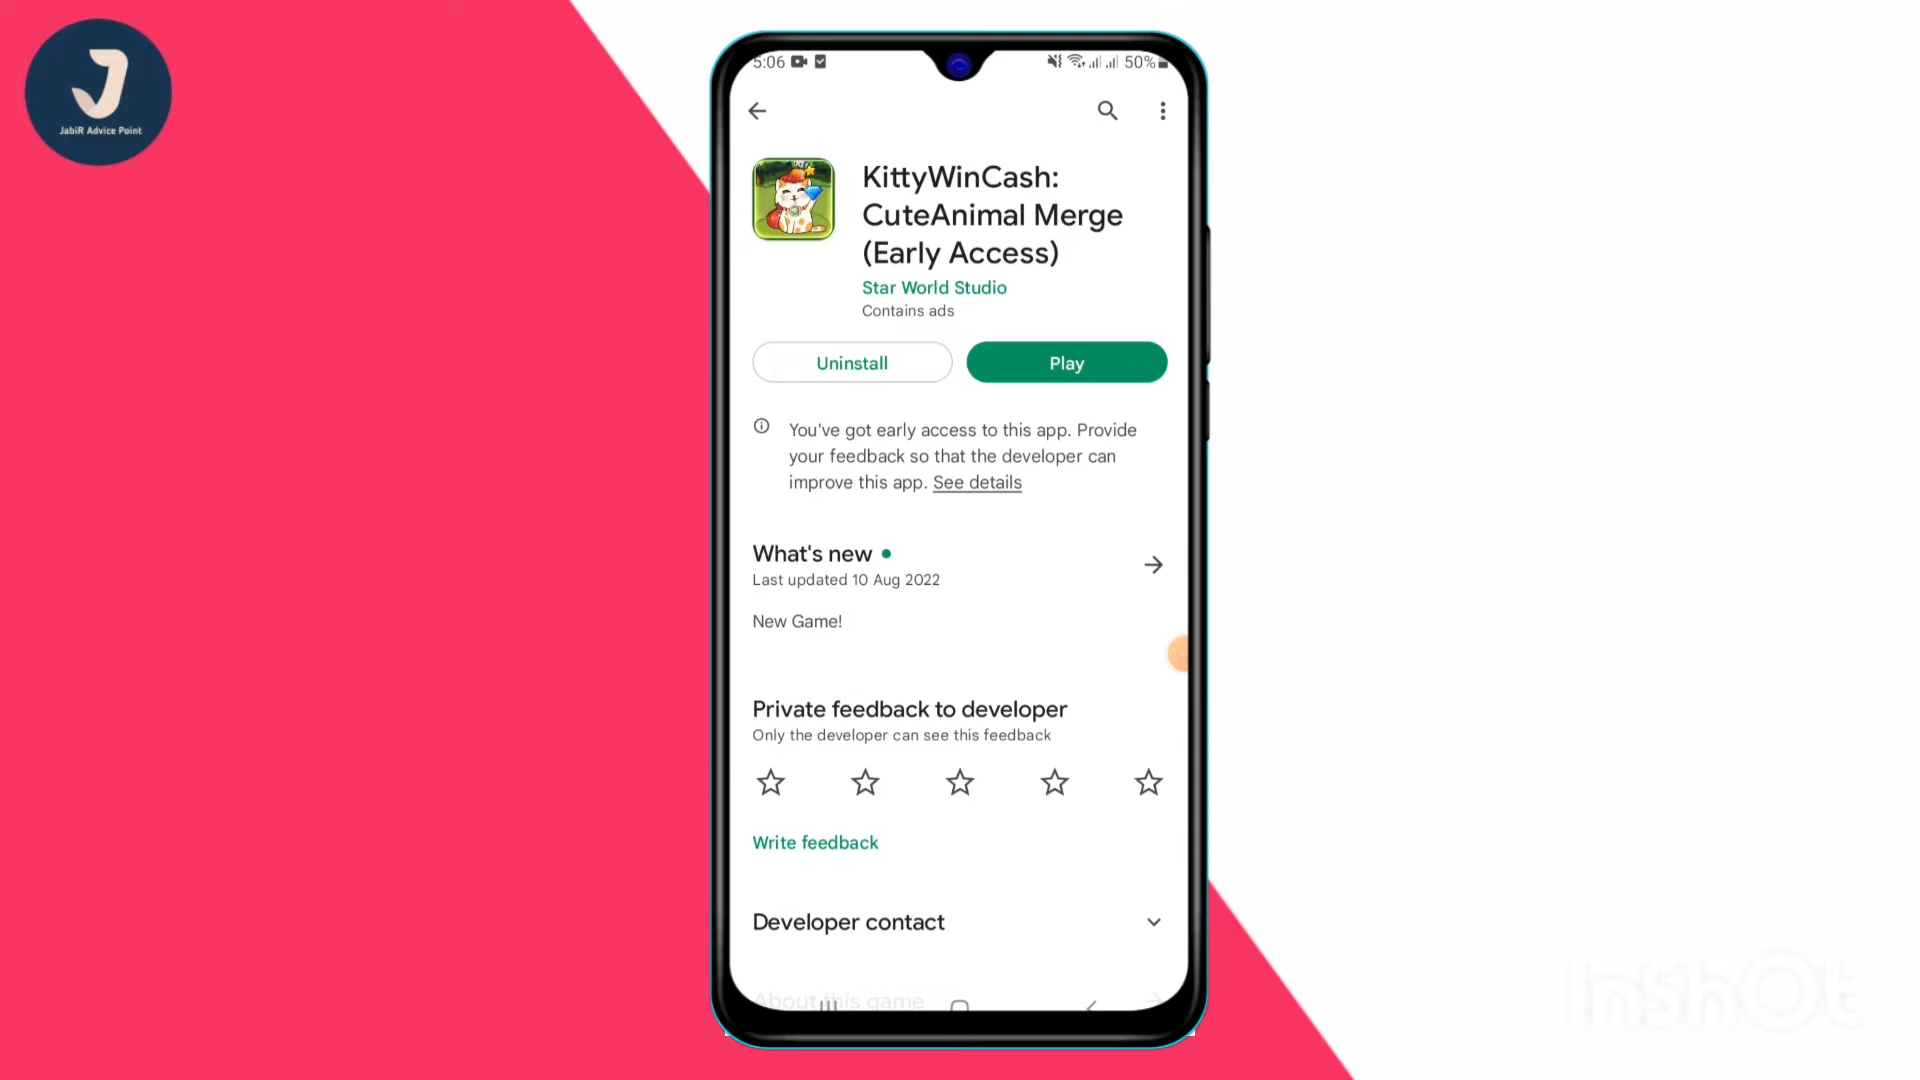 JabiR Advice Point
5:06
50%
KittyWinCash:
CuteAnimal Merge
(Early Access)
Star World Studio
Contains ads
Uninstall
Play
You've got early access to this app. Provide
your feedback so that the developer can
improve this app. See details
What's new
Last updated 10 Aug 2022
New Game!
Private feedback to developer
Only the developer can see this feedback
Write feedback
Developer contact
About this game
InShOt